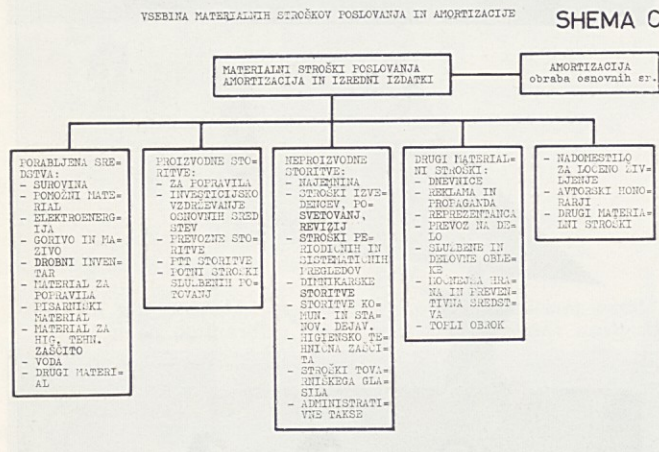 VSEBINA MATERIALNIH STROŠKOV POSLOVANJA IN AMORTIZACIJE
SHEMA C
MATERIALNI STROŠKI POSLOVANJA
AMORTIZACIJA IN IZREDNI IZDATKI
AMORTIZACIJA
obraba osnovnih sr.
PORABLJENA SRE=
DSTVA:
- SUROVINA
- POMOŽNI MATE=
RIAL
- ELEKTROENERG=
IJA
- GORIVO IN MA=
ZIVO
- DROBNI INVEN=
TAR
- MATERIAL ZA
POPRAVILA
- PISARNIŠKI
MATERIAL
- MATERIAL ZA
HIG. TEHN.
ZAŠČITO
- VODA
- DRUGI MATERI=
AL
PROIZVODNE STO=
RITVE:
- ZA POPRAVILA
- INVESTICIJSKO
VZDRŽEVANJE
OSNOVNIH SRED
STEV
- PREVOZNE STO=
RITVE
- PTT STORITVE
- POTNI STROŠKI
SLUŽBENIH PO=
TOVANJ
NEPROIZVODNE
STORITVE:
- NAJEMNINA
- STROŠKI IZVE=
DENCEV, PO=
SVETOVANJ,
REVIZIJ
- STROŠKI PE=
RIODIČNIH IN
SISTEMATIČNIH
PREGLEDOV
- DIMNIKARSKE
STORITVE
- STORITVE KO=
MUN. IN STA=
NOV. DEJAV.
- HIGIENSKO TE=
HNIČNA ZAŠČI=
TA
- STROŠKI TOVA=
RNIŠKEGA GLA=
SILA
- ADMINISTRATI=
VNE TAKSE
DRUGI MATERIAL=
NI STROŠKI:
- DNEVNICE
- REKLAMA IN
PROPAGANDA
- REPREZENTANCA
- PREVOZ NA DE=
LO
- SLUŽBENE IN
DELOVNE OBLE=
KE
- LOČNEJŠA HRA=
NA IN PREVEN=
TIVNA SREDST=
VA
- TOPLI OBROK
- NADOMESTILO
ZA LOČENO ŽIV=
LJENJE
- AVTORSKI HONO=
RARJI
- DRUGI MATERIA=
LNI STROŠKI